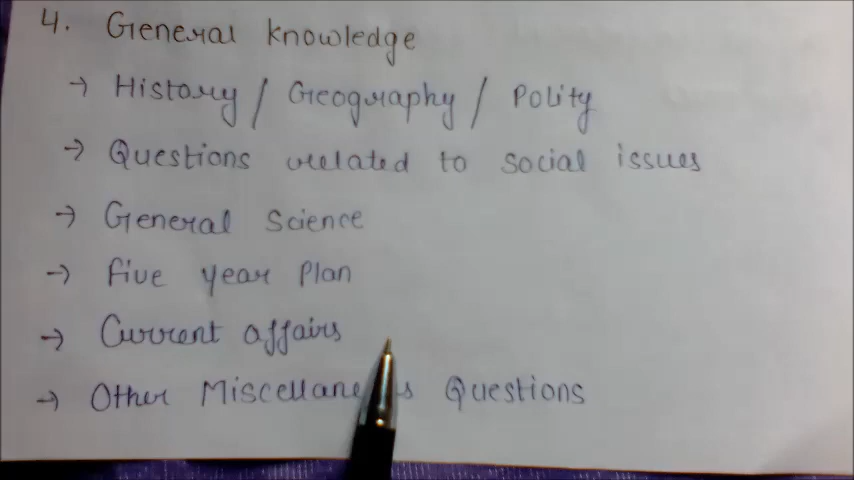 4. General knowledge
→ History / Geography / Polity
→ Questions related to social issues
→ General Science
→ five year Plan
→ Current affairs
→ Other Questions